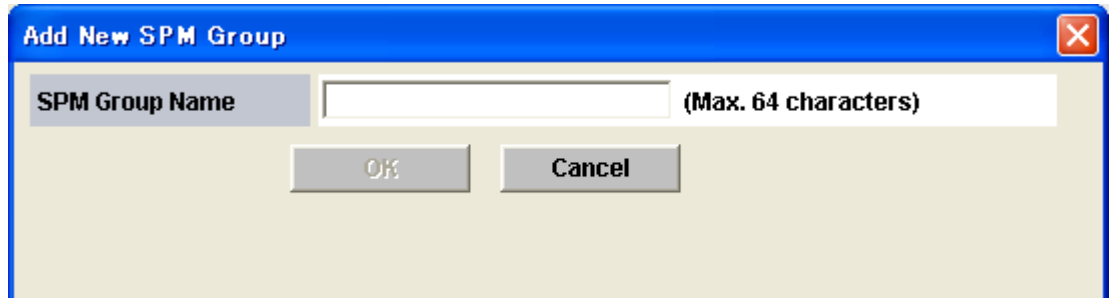 Add New SPM Group
SPM Group Name (Max. 64 characters)
OK Cancel